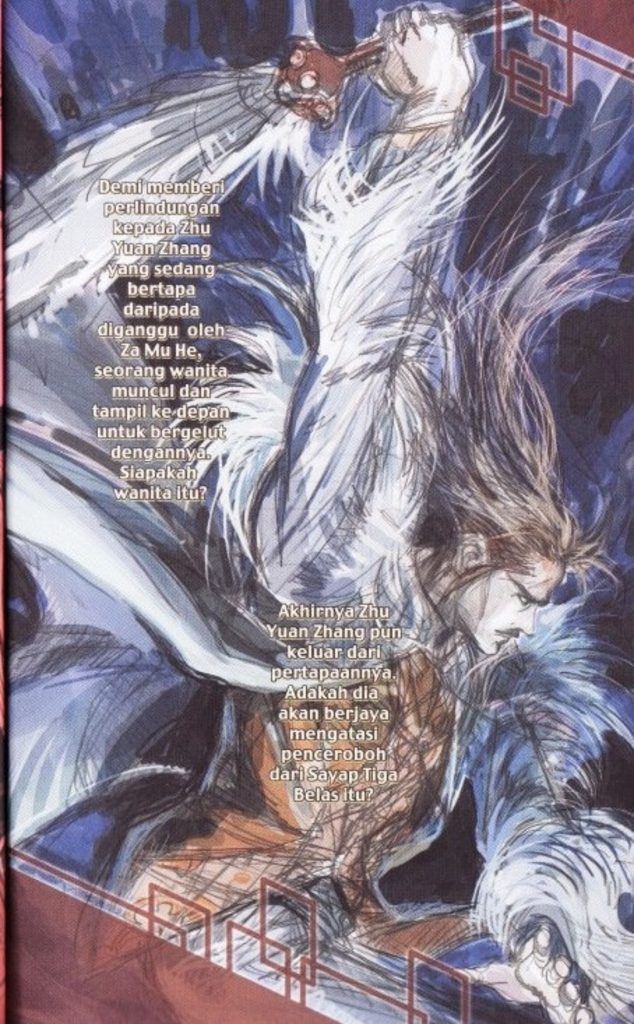 Demi memberi
perlindungan
kepada Zhu
Yuan Zhang
yang sedang
bertapa
daripada
diganggu oleh
Za Mu He,
seorang wanita
muncul dan
tampil ke depan
untuk bergelut
dengannya.
Siapakah
wanita itu?
Akhirnya Zhu
Yuan Zhang pun
keluar dari
pertapaannya.
Adakah dia
akan berjaya
mengatasi
penceroboh
dari Sayap Tiga
Belas itu?